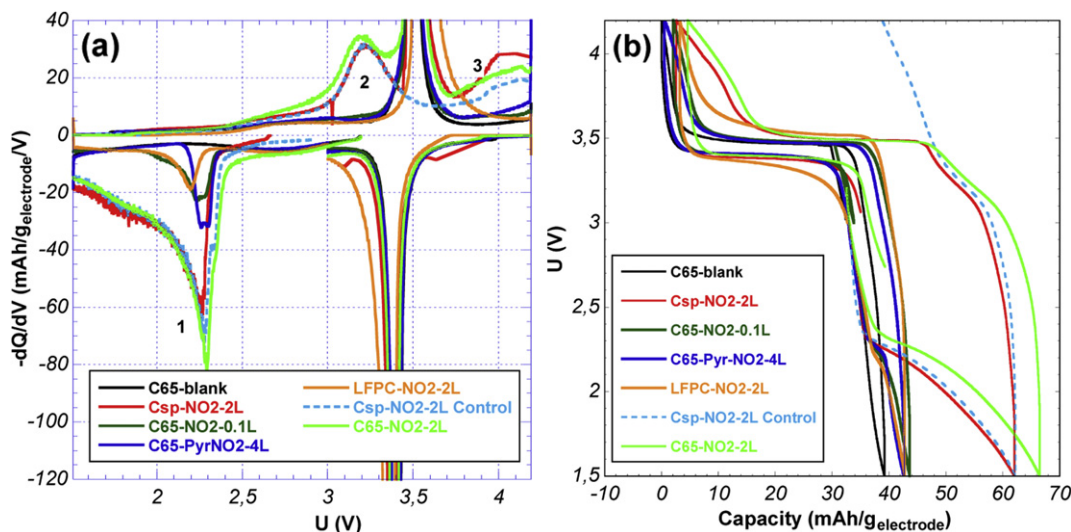 (a)
40
20
0
-20
-40
-60
-80
-100
-120
-dQ/dV (mAh/g electrode/V)
2
3
1
C65-blank
Csp-NO2-2L
C65-NO2-0.1L
C65-PyrNO2-4L
LFPC-NO2-2L
Csp-NO2-2L Control
C65-NO2-2L
2
2,5
3
3,5
4
U (V)
(b)
4
3,5
3
2,5
2
1,5
U (V)
C65-blank
Csp-NO2-2L
C65-NO2-0.1L
C65-Pyr-NO2-4L
LFPC-NO2-2L
Csp-NO2-2L Control
C65-NO2-2L
-10
0
10
20
30
40
50
60
70
Capacity (mAh/g electrode)